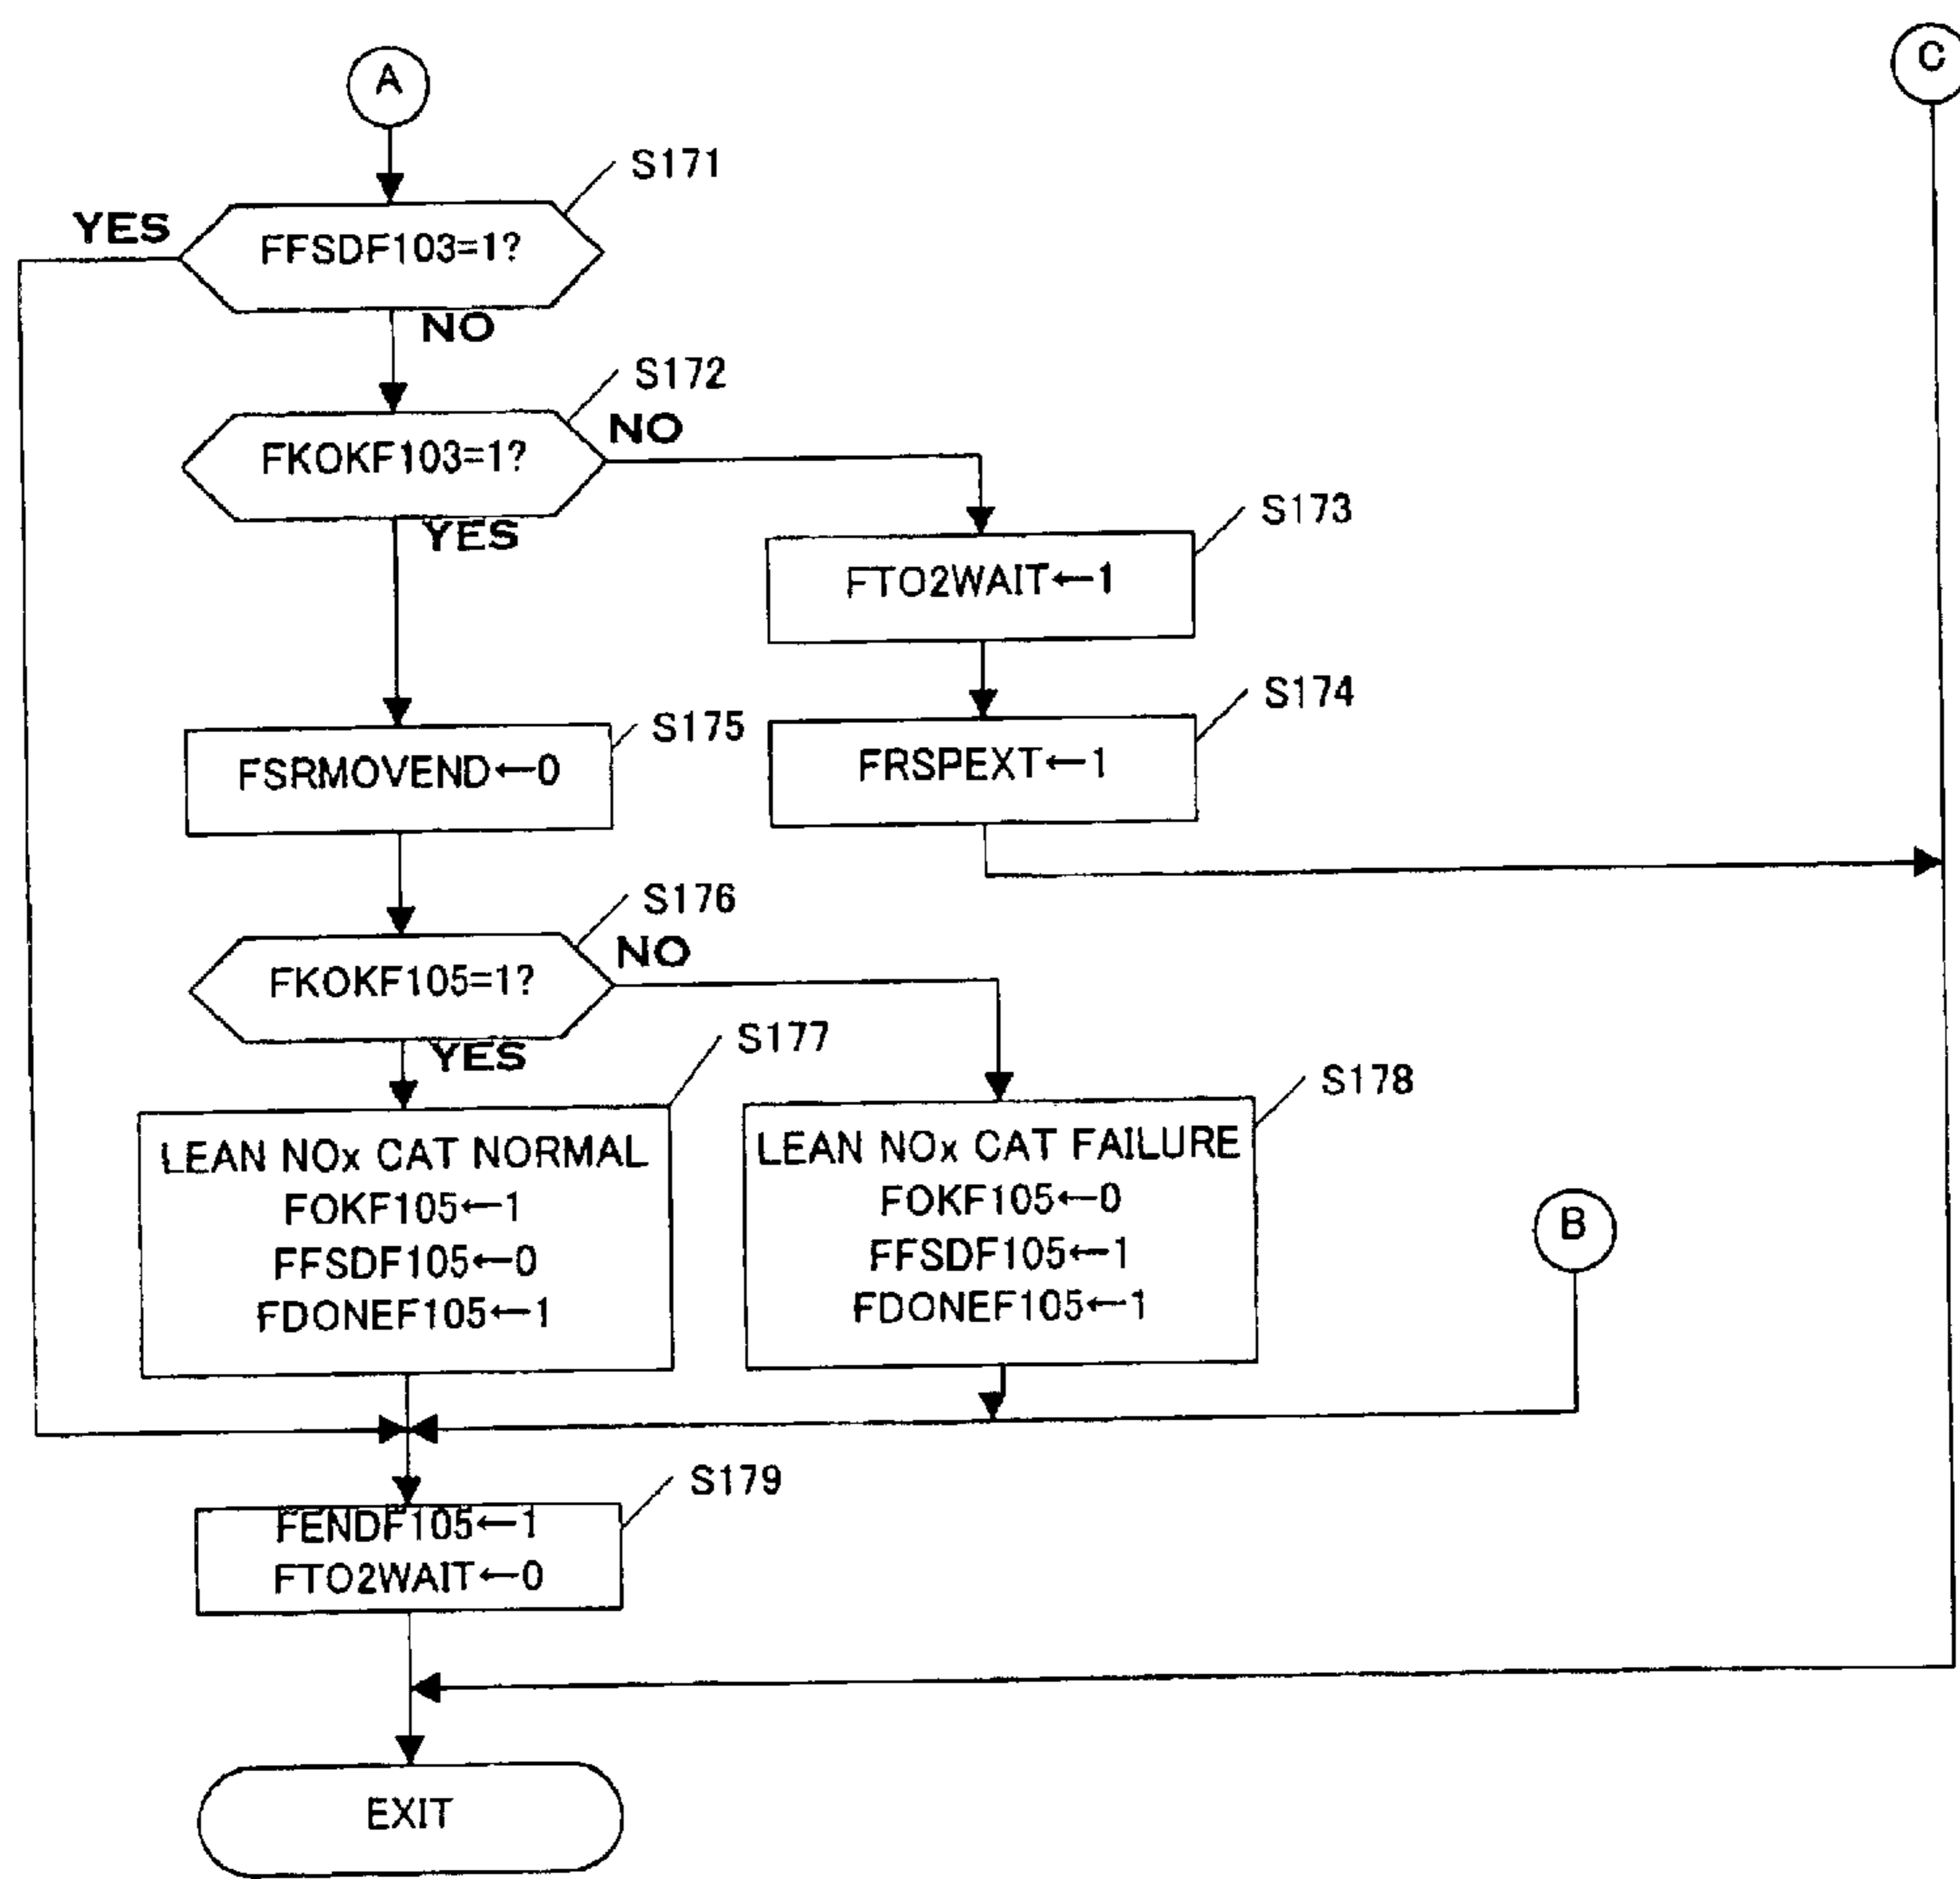 A
C
S171
YES
FFSDF103=1?
NO
S172
FKOKF103=1?
NO
YES
S173
FTO2WAIT←1
S174
FRSPEXT←1
S175
FSRMOVEND←0
S176
FKOKF105=1?
NO
YES
S177
LEAN NOx CAT NORMAL
FOKF105←1
FFSDF105←0
FDONEF105←1
S178
LEAN NOx CAT FAILURE
FOKF105←0
FFSDF105←1
FDONEF105←1
B
S179
FENDF105←1
FTO2WAIT←0
EXIT